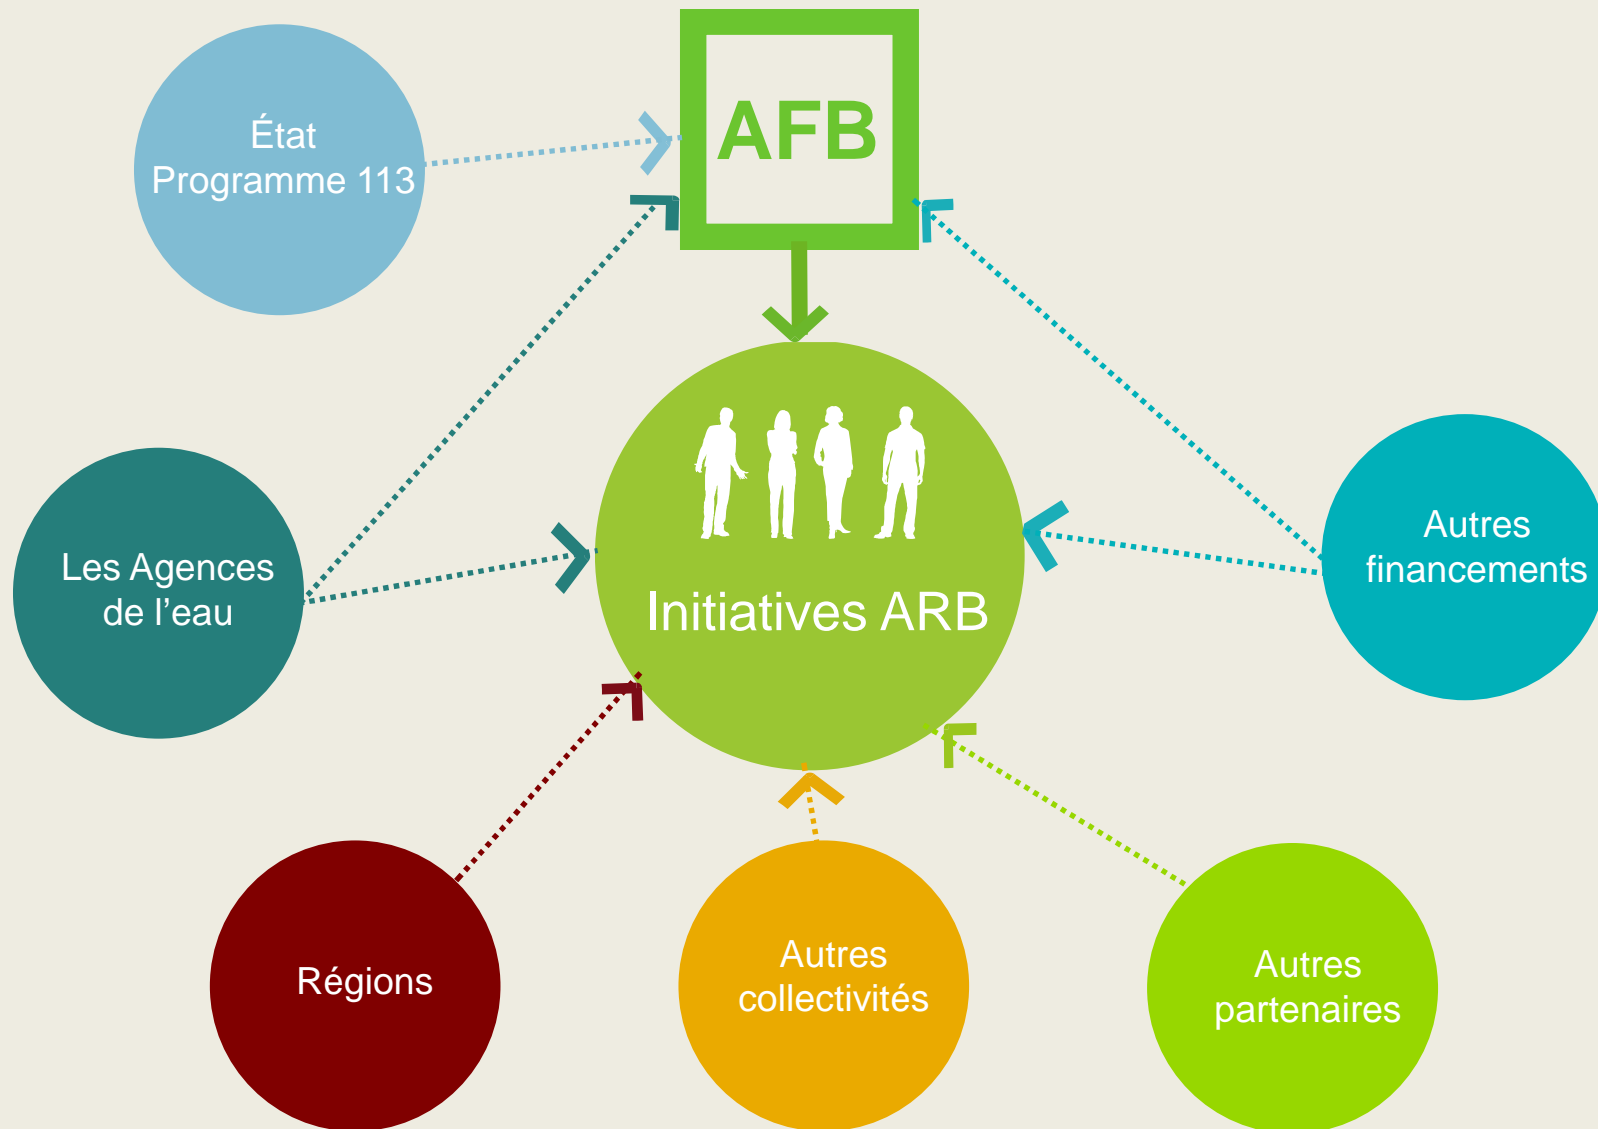 AFB
État
Programme 113
Les Agences
de l’eau
Initiatives ARB
Autres
financements
Régions
Autres
collectivités
Autres
partenaires